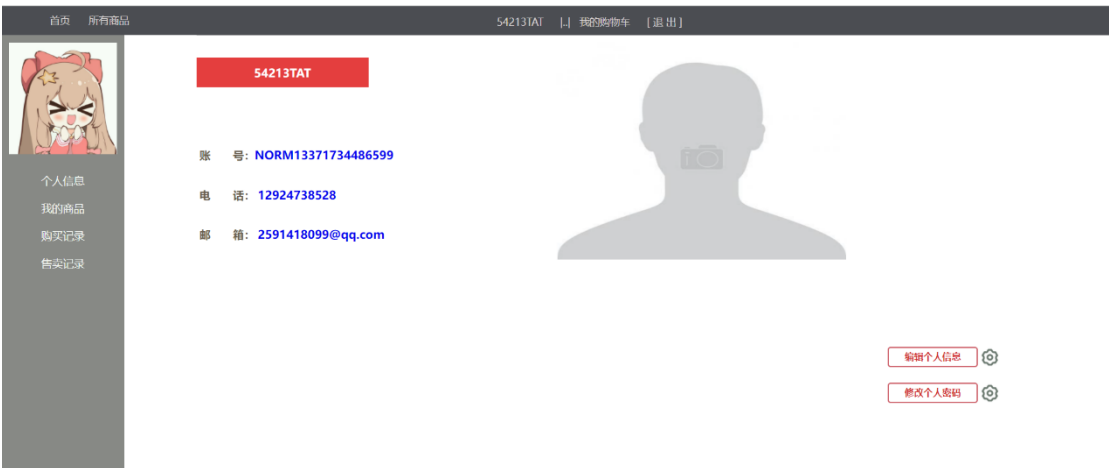 首页 所有商品 54213TAT |_| 我的购物车 [ 退 出 ]
54213TAT
账 号: NORM13371734486599
电 话: 12924738528
邮 箱: 2591418099@qq.com
个人信息
我的商品
购买记录
售卖记录
编辑个人信息
修改个人密码